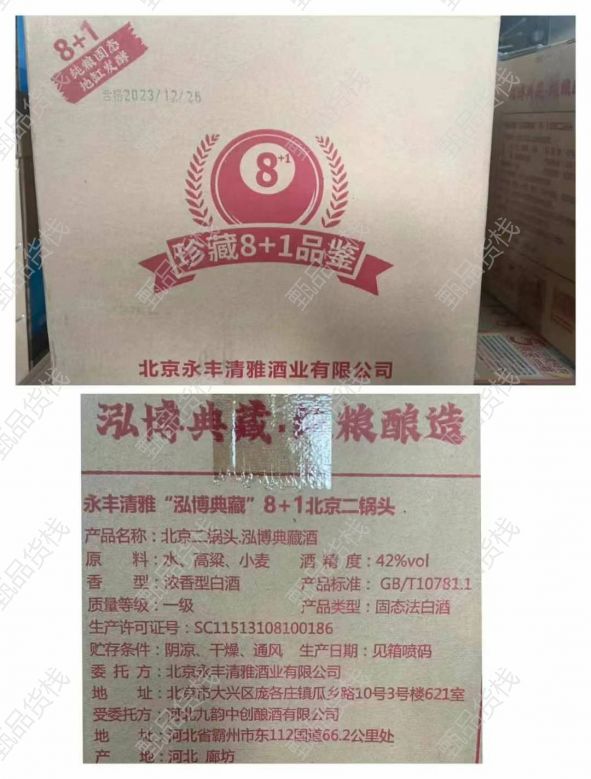 8+1
纯粮固态
地缸发酵
合格2023/12/26
8+1
珍藏8+1品鉴
北京永丰清雅酒业有限公司
泓博典藏·
粮酿造
永丰清雅“泓博典藏”8+1北京二锅头
产品名称：北京二锅头.泓博典藏酒
原 料：水、高粱、小麦 酒 精 度：42%vol
香 型：浓香型白酒 产品标准：GB/T10781.1
质量等级：一级 产品类型：固态法白酒
生产许可证号：SC11513108100186
贮存条件：阴凉、干燥、通风 生产日期：见箱喷码
委 托 方：北京永丰清雅酒业有限公司
地 址：北京市大兴区庞各庄镇瓜乡路10号3号楼621室
受委托方：河北九韵中创酿酒有限公司
地 址：河北省霸州市东112国道66.2公里处
产 地：河北 廊坊
甄品货栈